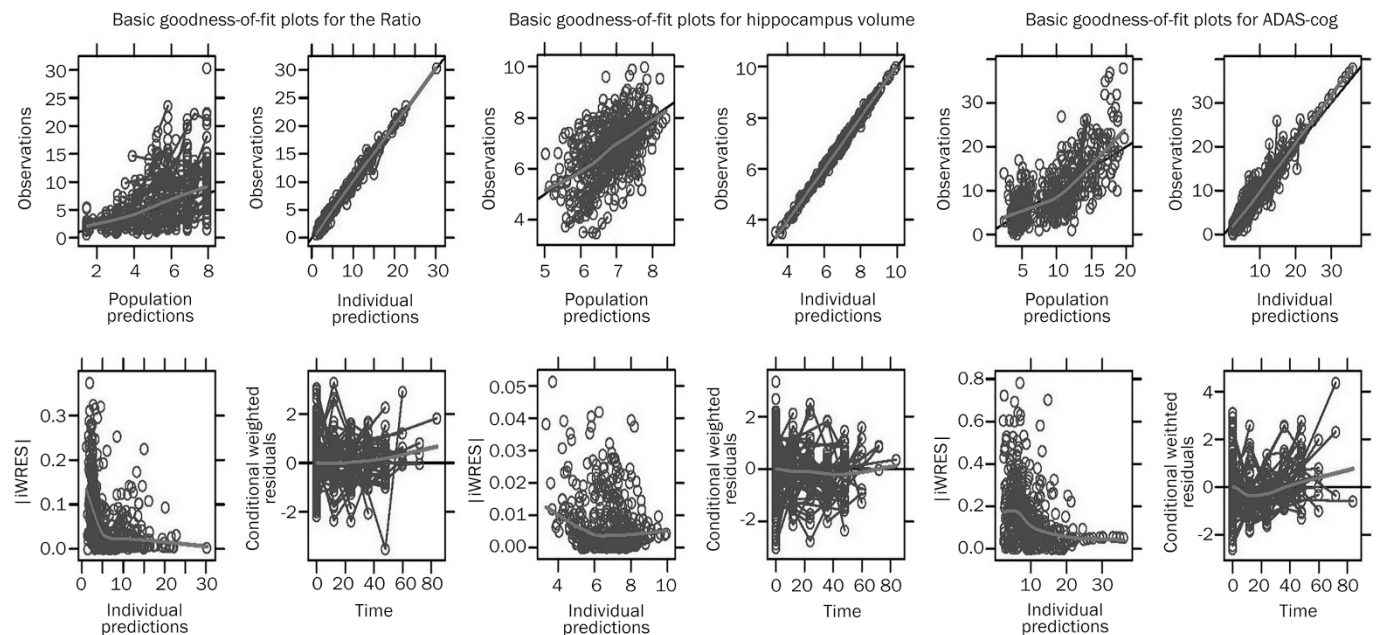 Basic goodness-of-fit plots for the Ratio
Basic goodness-of-fit plots for hippocampus volume
Basic goodness-of-fit plots for ADAS-cog
Observations
30
25
20
15
10
5
0
2 4 6 8
Population
predictions
Observations
30
25
20
15
10
5
0
0 5 10 15 20 25 30
Individual
predictions
Observations
10
8
6
4
5 6 7 8
Population
predictions
Observations
10
8
6
4
4 6 8 10
Individual
predictions
Observations
30
20
10
0
5 10 15 20
Population
predictions
Observations
30
20
10
0
10 20 30
Individual
predictions
|iWRES|
0.3
0.2
0.1
0.0
0 10 20 30
Individual
predictions
Conditional weighted
residuals
2
0
-2
0 20 40 60 80
Time
|iWRES|
0.05
0.04
0.03
0.02
0.01
0.00
4 6 8 10
Individual
predictions
Conditional weighted
residuals
2
0
-2
0 20 40 60 80
Time
|iWRES|
0.8
0.6
0.4
0.2
0.0
0 10 20 30
Individual
predictions
Conditional weithted
residuals
4
2
0
-2
0 20 40 60 80
Time